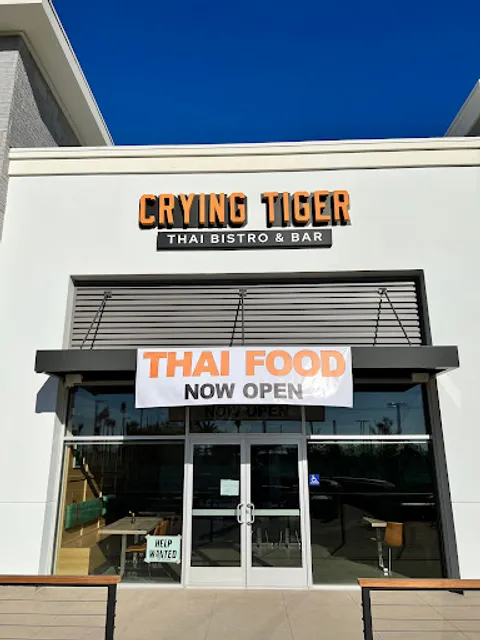 CRYING TIGER
THAI BISTRO & BAR
THAI FOOD
NOW OPEN
NOW OPEN
HELP
WANTED